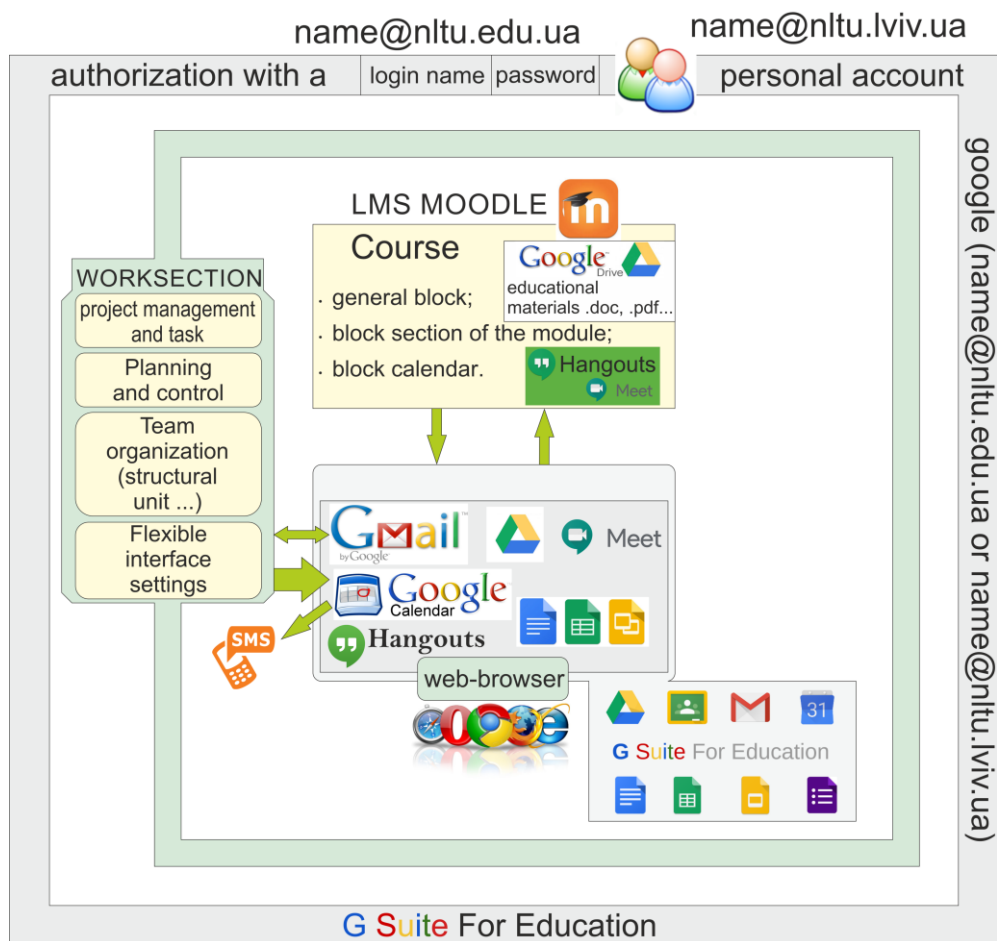 name@nltu.edu.ua
name@nltu.lviv.ua
authorization with a
login name
password
personal account
google (name@nltu.edu.ua or name@nltu.lviv.ua)
LMS MOODLE
m
Course
Google
Drive
educational
materials .doc, .pdf...
· general block;
· block section of the module;
· block calendar.
Hangouts
Meet
WORKSECTION
project management
and task
Planning
and control
Team
organization
(structural
unit ...)
Flexible
interface
settings
Gmail™
by Google
Meet
Google
Calendar
Hangouts
SMS
web-browser
31
G Suite For Education
G Suite For Education